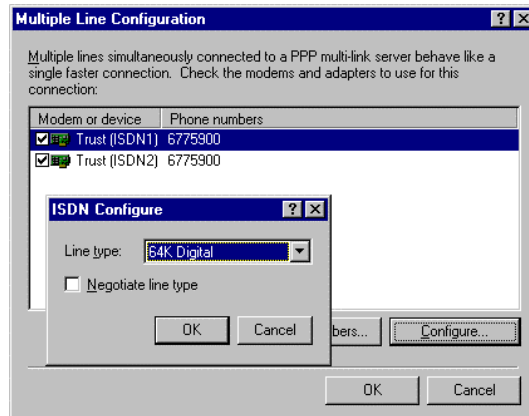 Multiple Line Configuration
Multiple lines simultaneously connected to a PPP multi-link server behave like a
single faster connection. Check the modems and adapters to use for this
connection:
Modem or device Phone numbers
Trust (ISDN1) 6775900
Trust (ISDN2) 6775900
ISDN Configure
Line type: 64K Digital
Negotiate line type
OK Cancel
bers... Configure...
OK Cancel